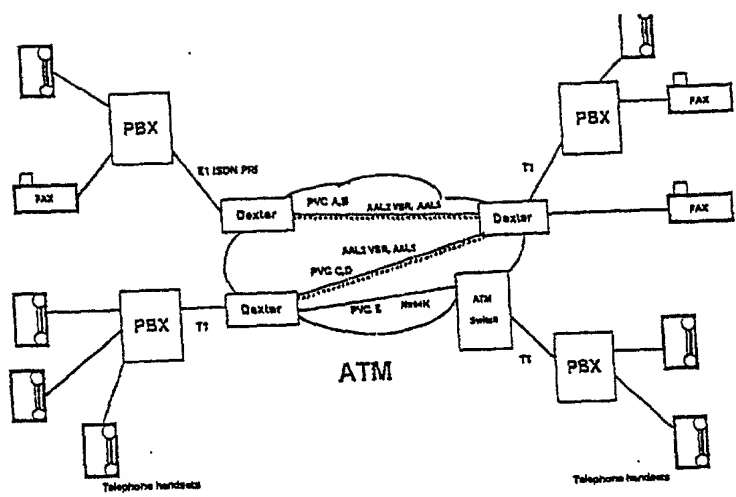 PBX
FAX
E1 ISDN PRI
Dexter
PVC A,B
AAL2 VBR, AAL5
Dexter
T1
PBX
FAX
FAX
AAL2 VBR, AAL5
PVC C,D
PBX
T1
Dexter
PVC E
Nx64K
ATM
Switch
ATM
T1
PBX
Telephone handsets
Telephone handsets